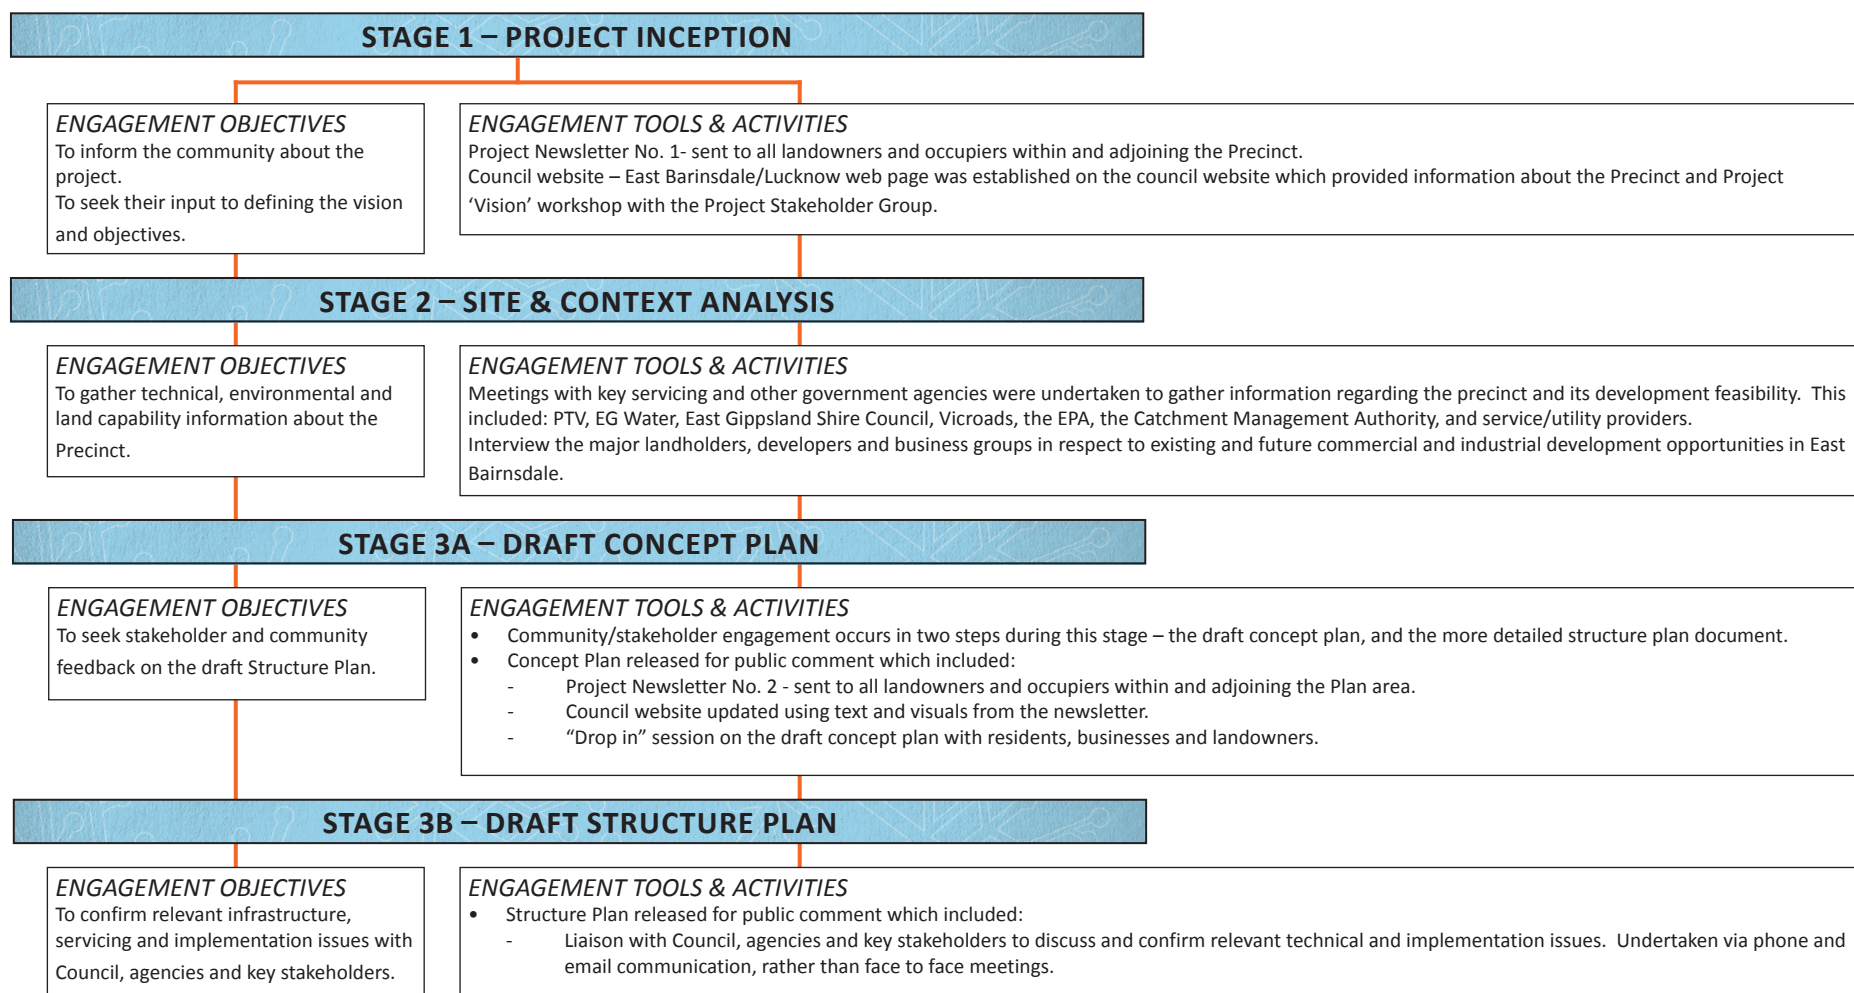 STAGE 1 – PROJECT INCEPTION
ENGAGEMENT OBJECTIVES
To inform the community about the
project.
To seek their input to defining the vision
and objectives.
ENGAGEMENT TOOLS & ACTIVITIES
Project Newsletter No. 1- sent to all landowners and occupiers within and adjoining the Precinct.
Council website – East Barinsdale/Lucknow web page was established on the council website which provided information about the Precinct and Project
‘Vision’ workshop with the Project Stakeholder Group.
STAGE 2 – SITE & CONTEXT ANALYSIS
ENGAGEMENT OBJECTIVES
To gather technical, environmental and
land capability information about the
Precinct.
ENGAGEMENT TOOLS & ACTIVITIES
Meetings with key servicing and other government agencies were undertaken to gather information regarding the precinct and its development feasibility. This
included: PTV, EG Water, East Gippsland Shire Council, Vicroads, the EPA, the Catchment Management Authority, and service/utility providers.
Interview the major landholders, developers and business groups in respect to existing and future commercial and industrial development opportunities in East
Bairnsdale.
STAGE 3A – DRAFT CONCEPT PLAN
ENGAGEMENT OBJECTIVES
To seek stakeholder and community
feedback on the draft Structure Plan.
ENGAGEMENT TOOLS & ACTIVITIES
• Community/stakeholder engagement occurs in two steps during this stage – the draft concept plan, and the more detailed structure plan document.
• Concept Plan released for public comment which included:
- Project Newsletter No. 2 - sent to all landowners and occupiers within and adjoining the Plan area.
- Council website updated using text and visuals from the newsletter.
- “Drop in” session on the draft concept plan with residents, businesses and landowners.
STAGE 3B – DRAFT STRUCTURE PLAN
ENGAGEMENT OBJECTIVES
To confirm relevant infrastructure,
servicing and implementation issues with
Council, agencies and key stakeholders.
ENGAGEMENT TOOLS & ACTIVITIES
• Structure Plan released for public comment which included:
- Liaison with Council, agencies and key stakeholders to discuss and confirm relevant technical and implementation issues. Undertaken via phone and
email communication, rather than face to face meetings.